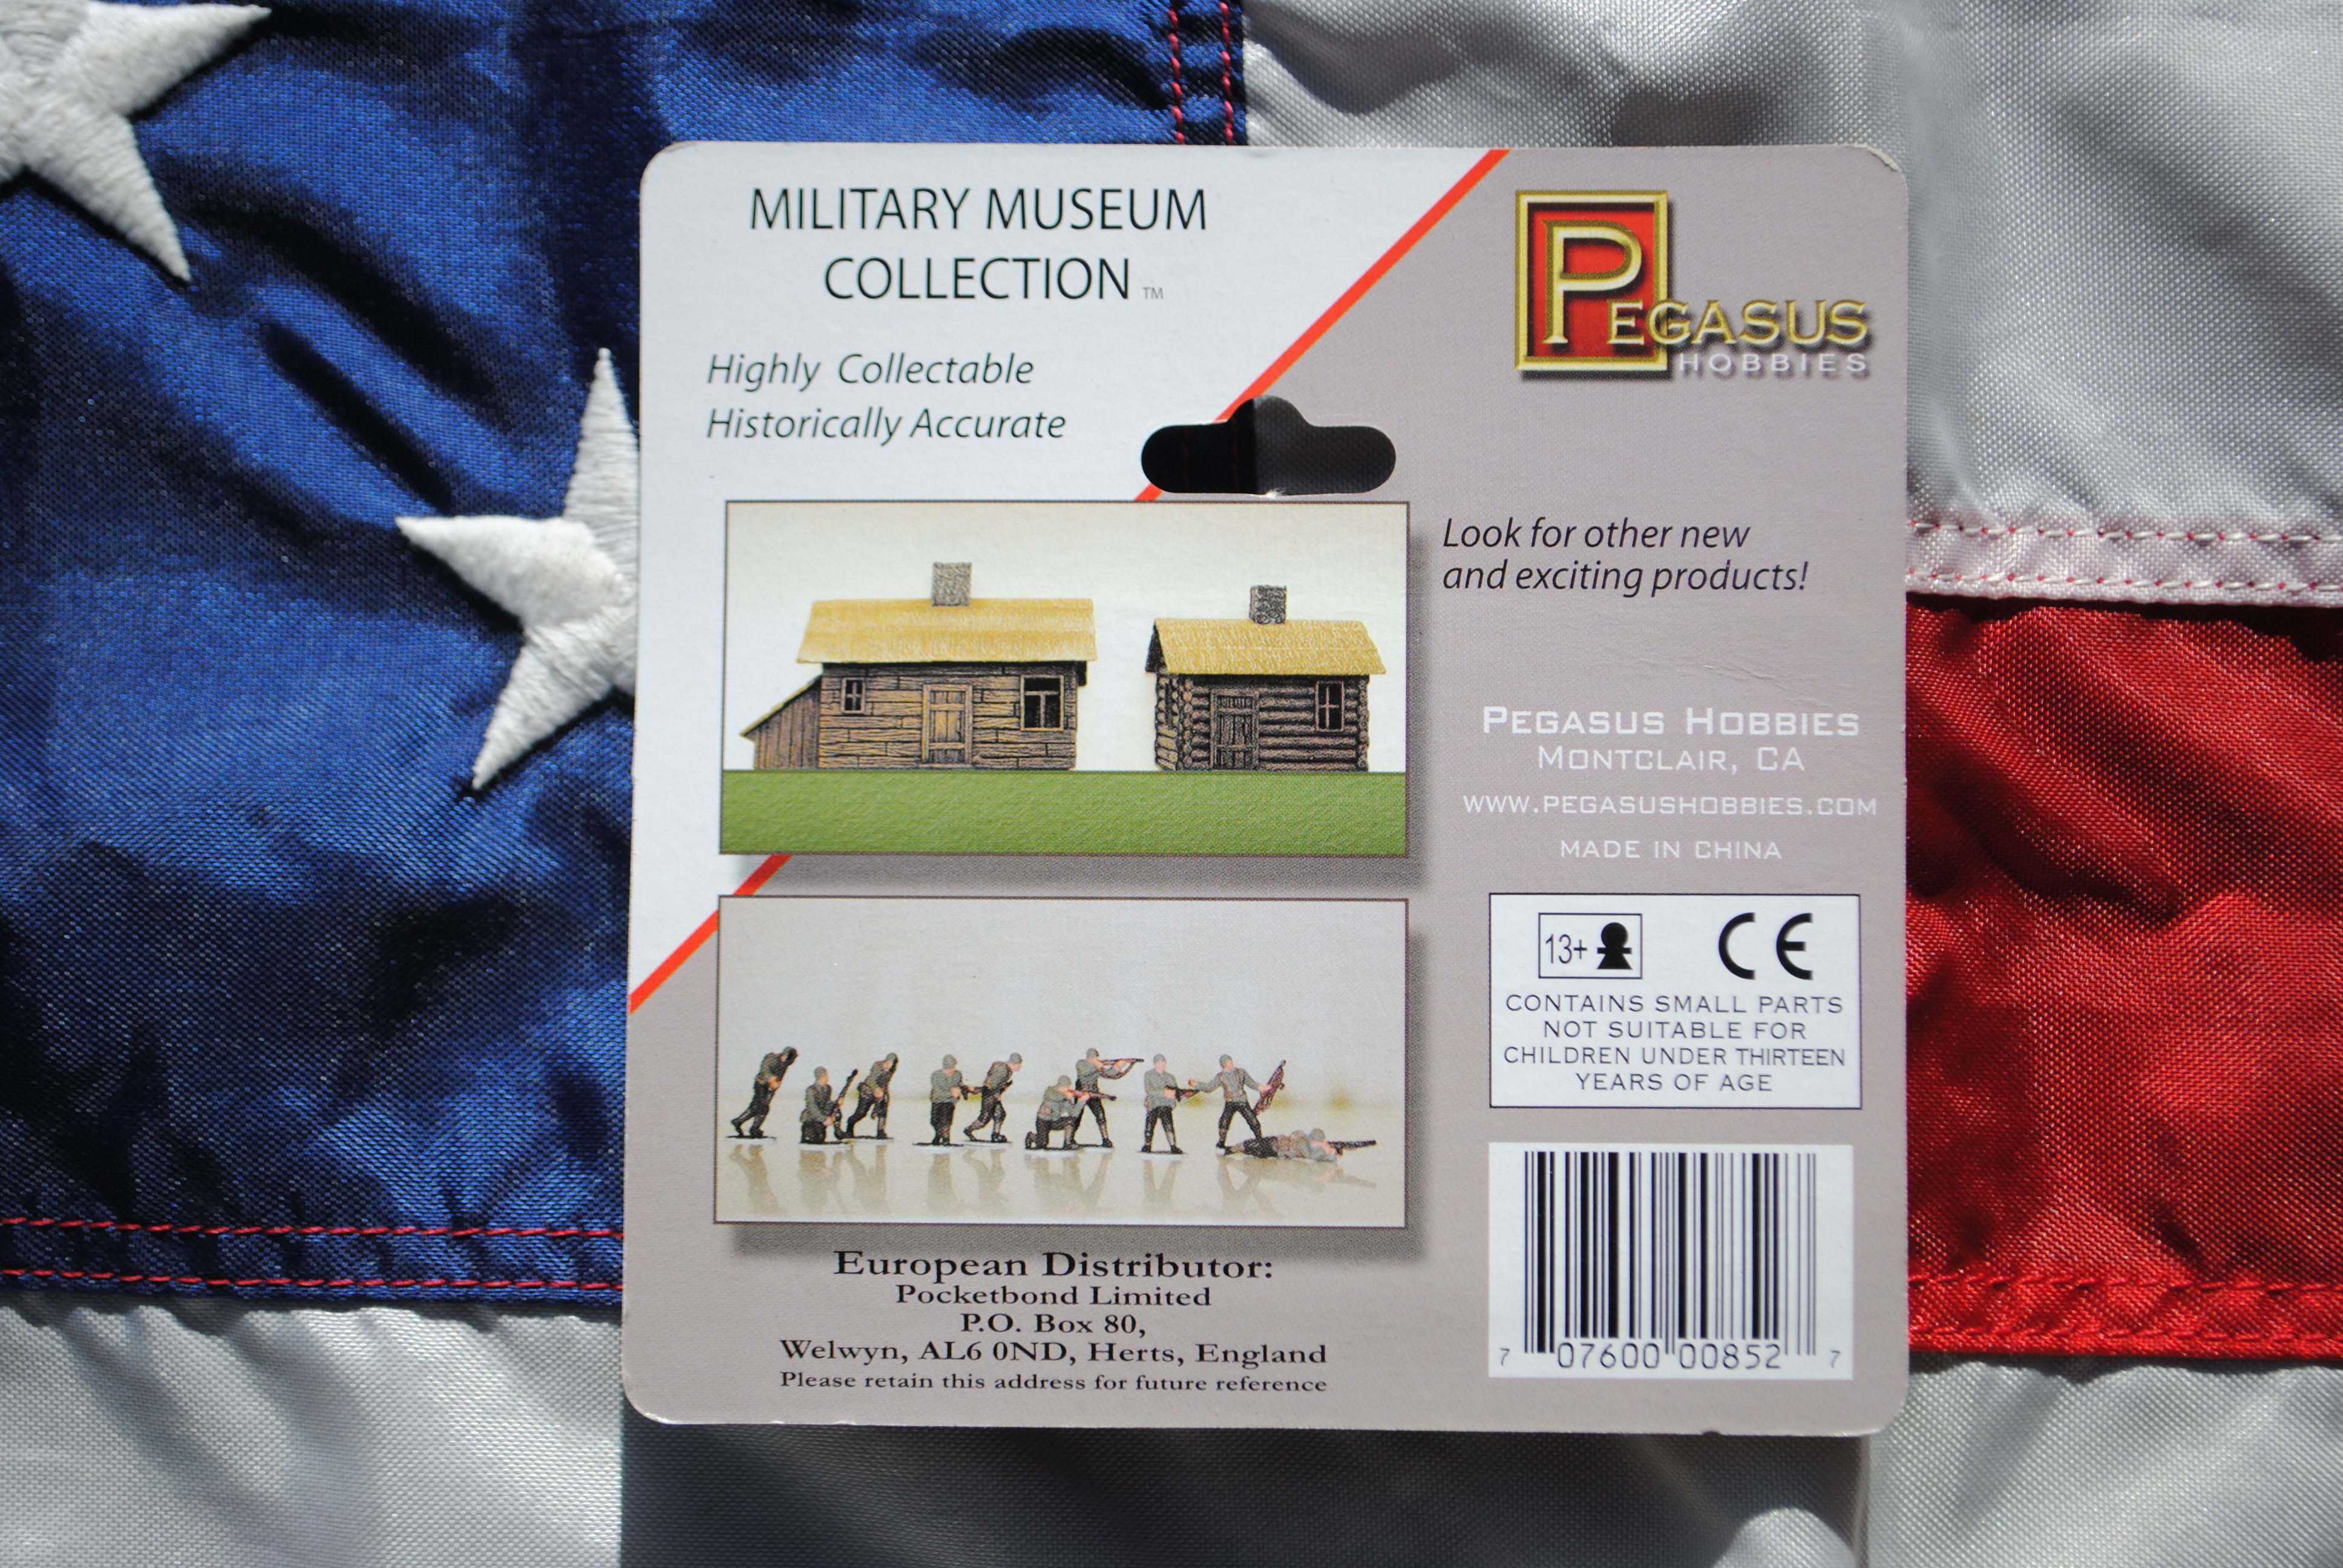 MILITARY MUSEUM
COLLECTION ™
Highly Collectable
Historically Accurate
PEGASUS
HOBBIES
Look for other new
and exciting products!
PEGASUS HOBBIES
MONTCLAIR, CA
WWW.PEGASUSHOBBIES.COM
MADE IN CHINA
13+ CE
CONTAINS SMALL PARTS
NOT SUITABLE FOR
CHILDREN UNDER THIRTEEN
YEARS OF AGE
7 07600 00852 7
European Distributor:
Pocketbond Limited
P.O. Box 80,
Welwyn, AL6 0ND, Herts, England
Please retain this address for future reference